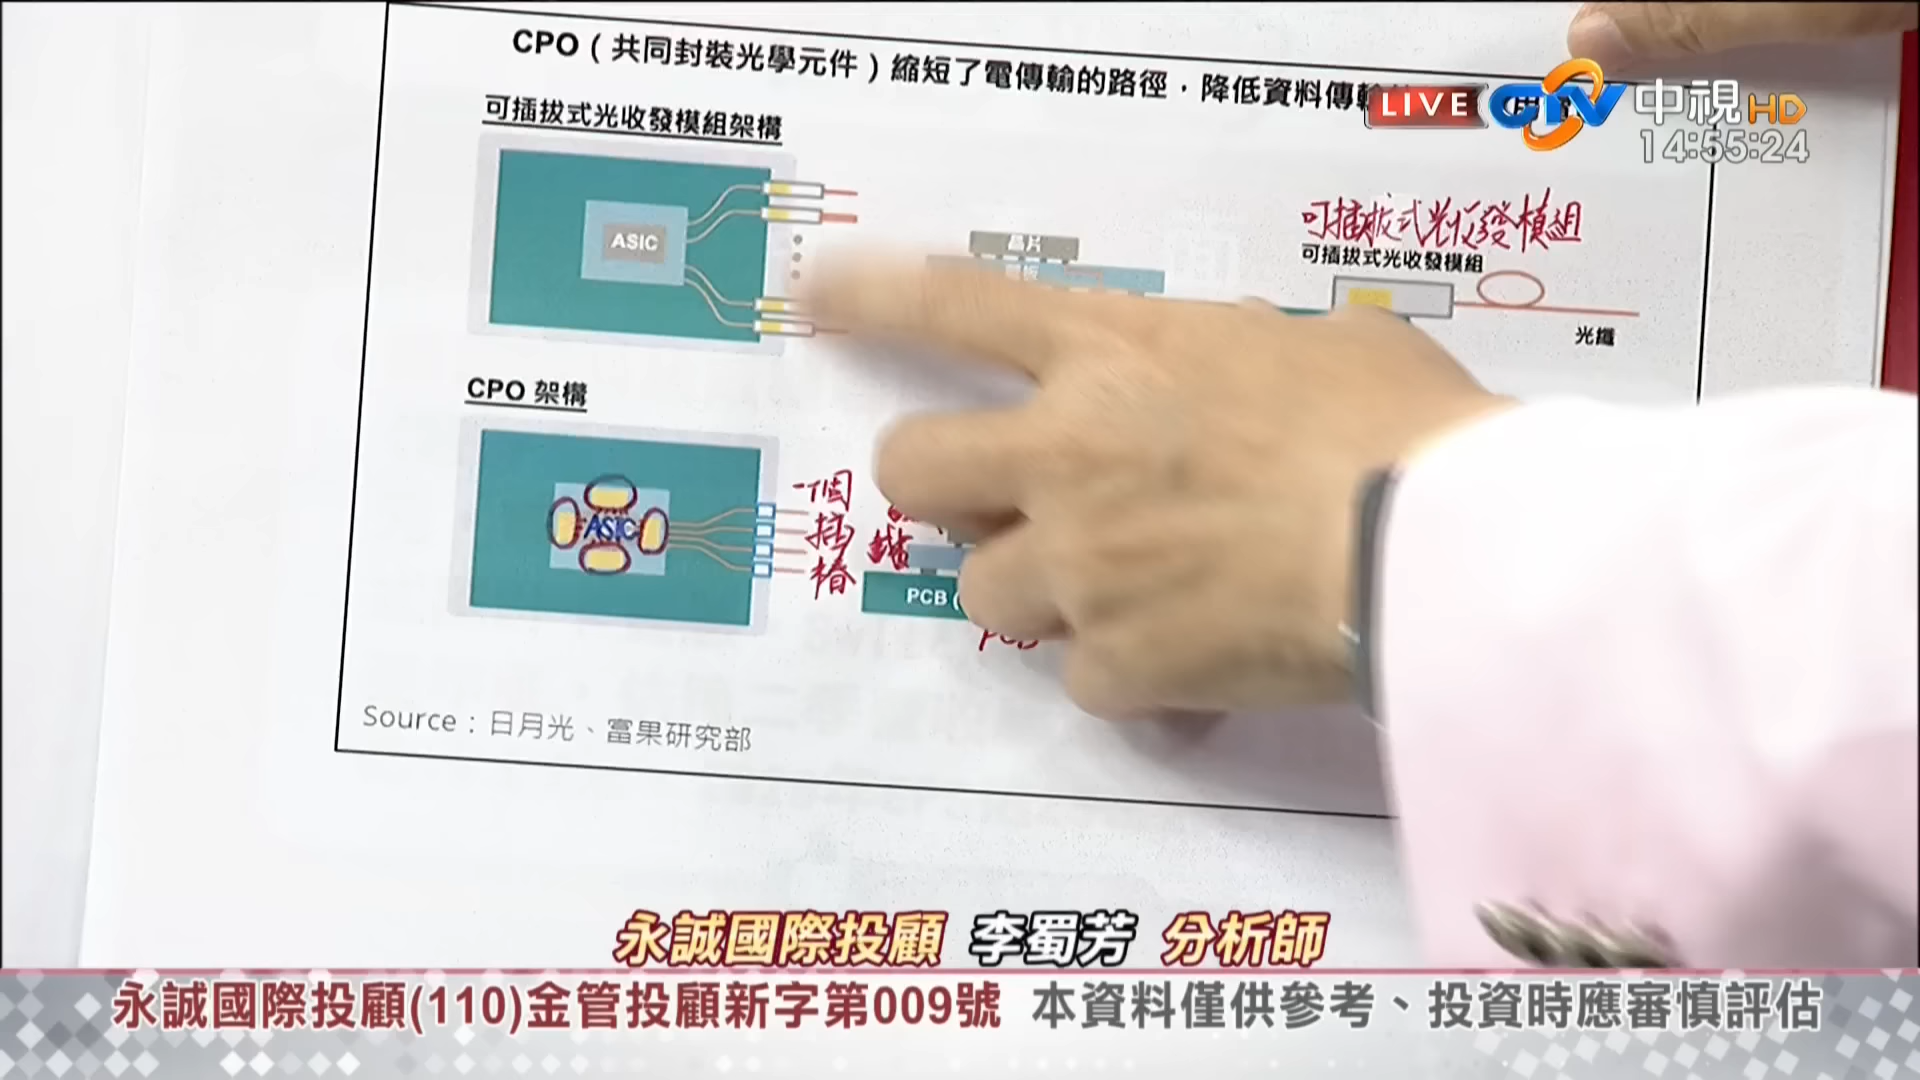 CPO（共同封裝光學元件）縮短了電傳輸的路徑，降低資料傳輸
LIVE CTV 中視HD
14:55:24
可插拔式光收發模組架構
ASIC
晶片
可插拔式光收發模組
可插拔式光收發模組
光纖
CPO 架構
ASIC
一個
插
槽
PCB (
PCB
Source：日月光、富果研究部
永誠國際投顧 李蜀芳 分析師
永誠國際投顧(110)金管投顧新字第009號 本資料僅供參考、投資時應審慎評估